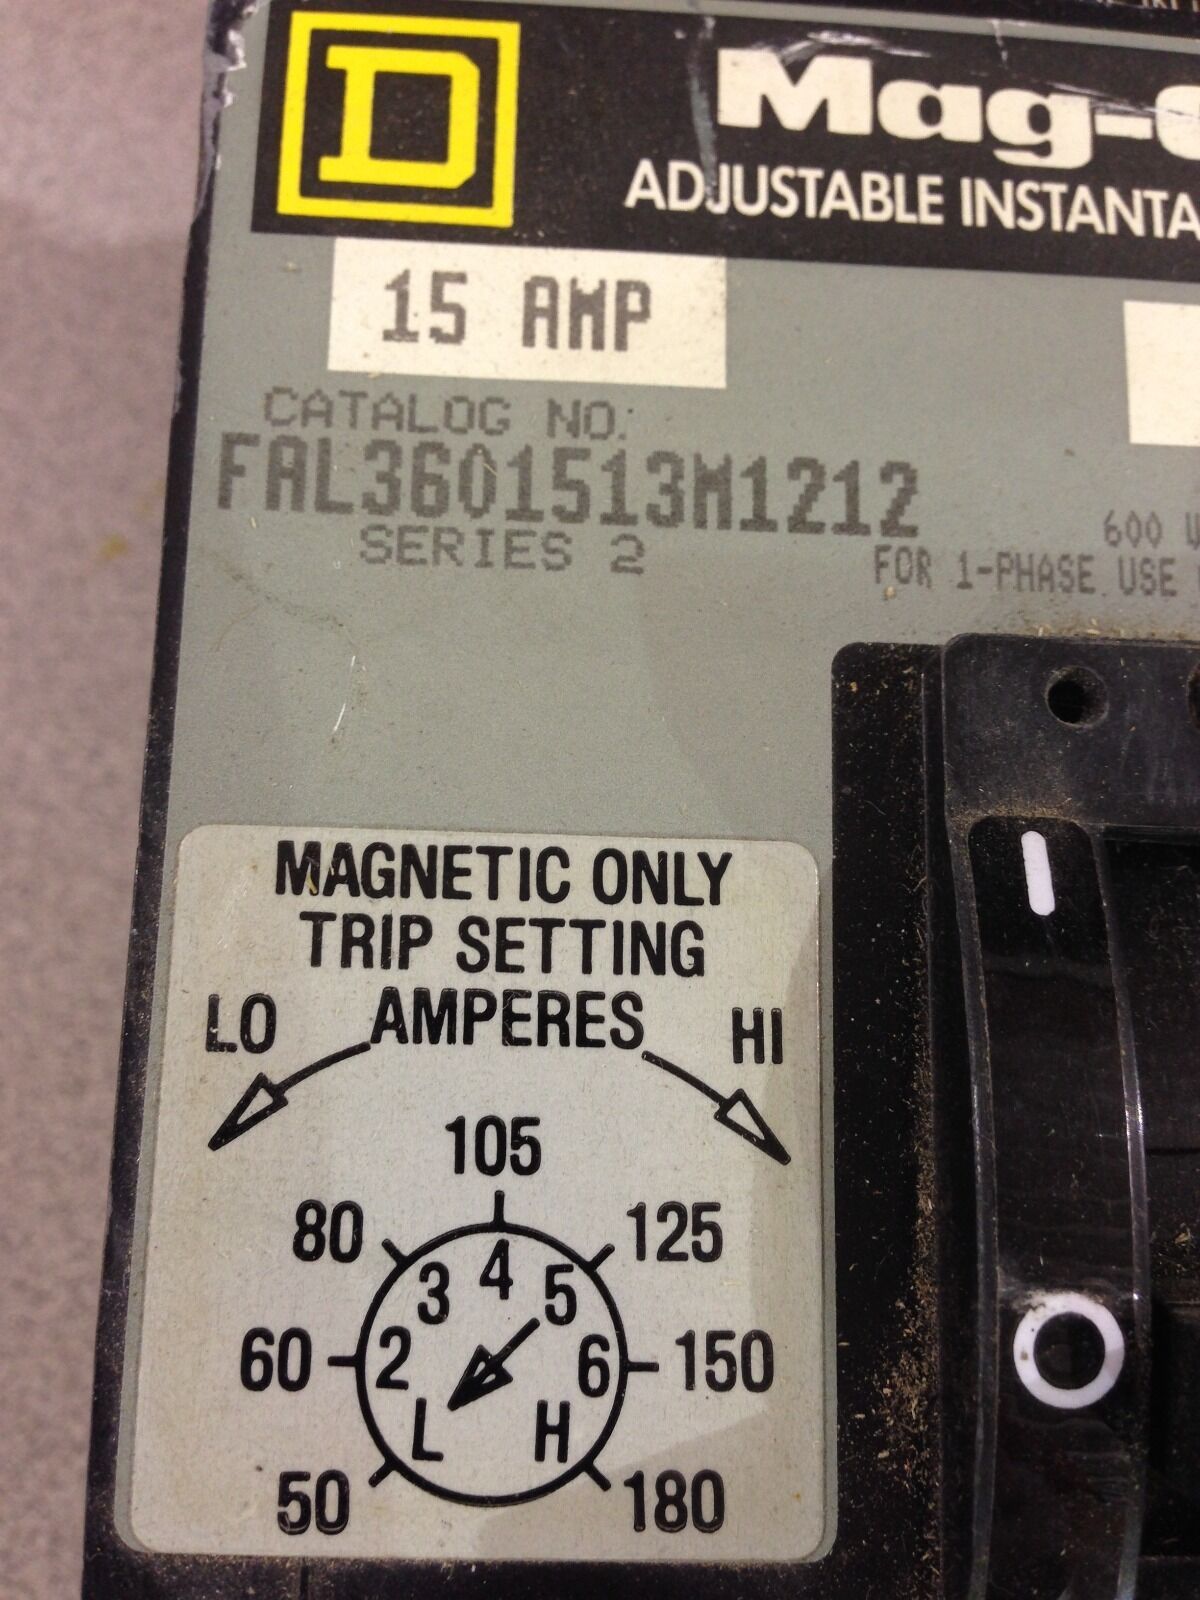 D
Mag-
ADJUSTABLE INSTANTA
15 AMP
CATALOG NO.
FAL3601513M1212
SERIES 2
600
FOR 1-PHASE USE
MAGNETIC ONLY
TRIP SETTING
LO AMPERES HI
105
80 125
4
3 5
60 2 6 150
L H
50 180